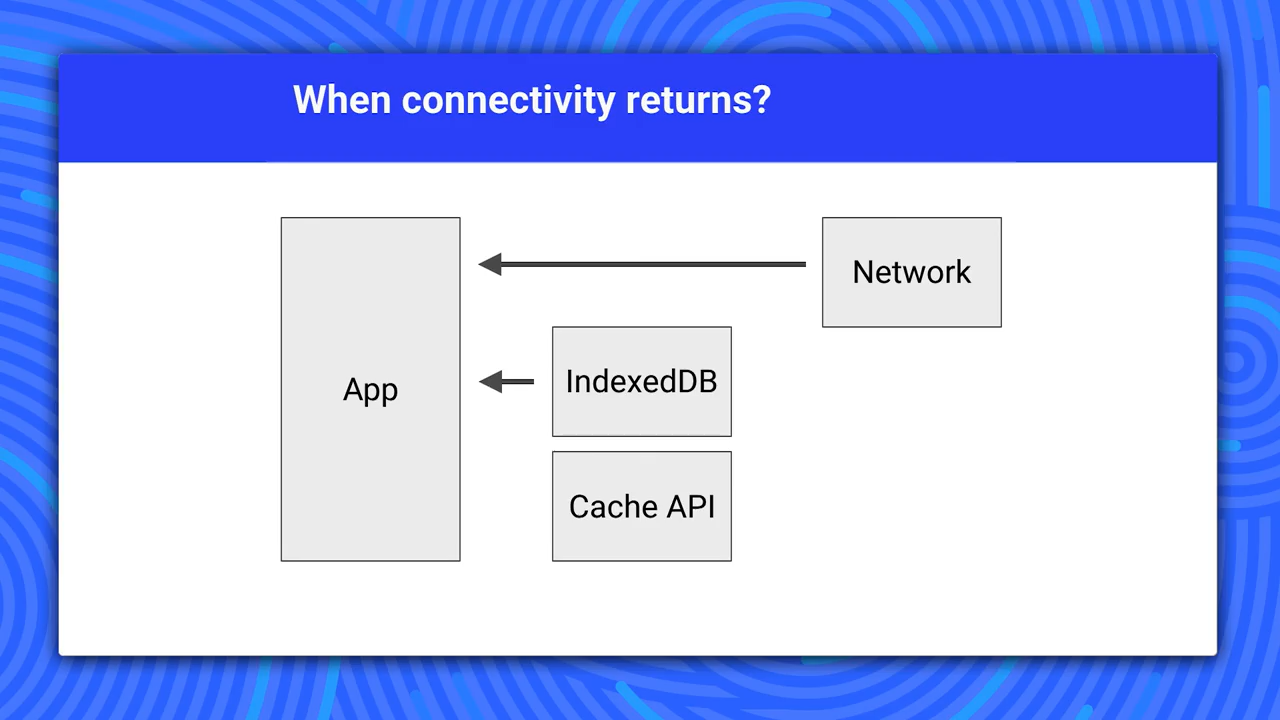 When connectivity returns?
Network
IndexedDB
App
Cache API